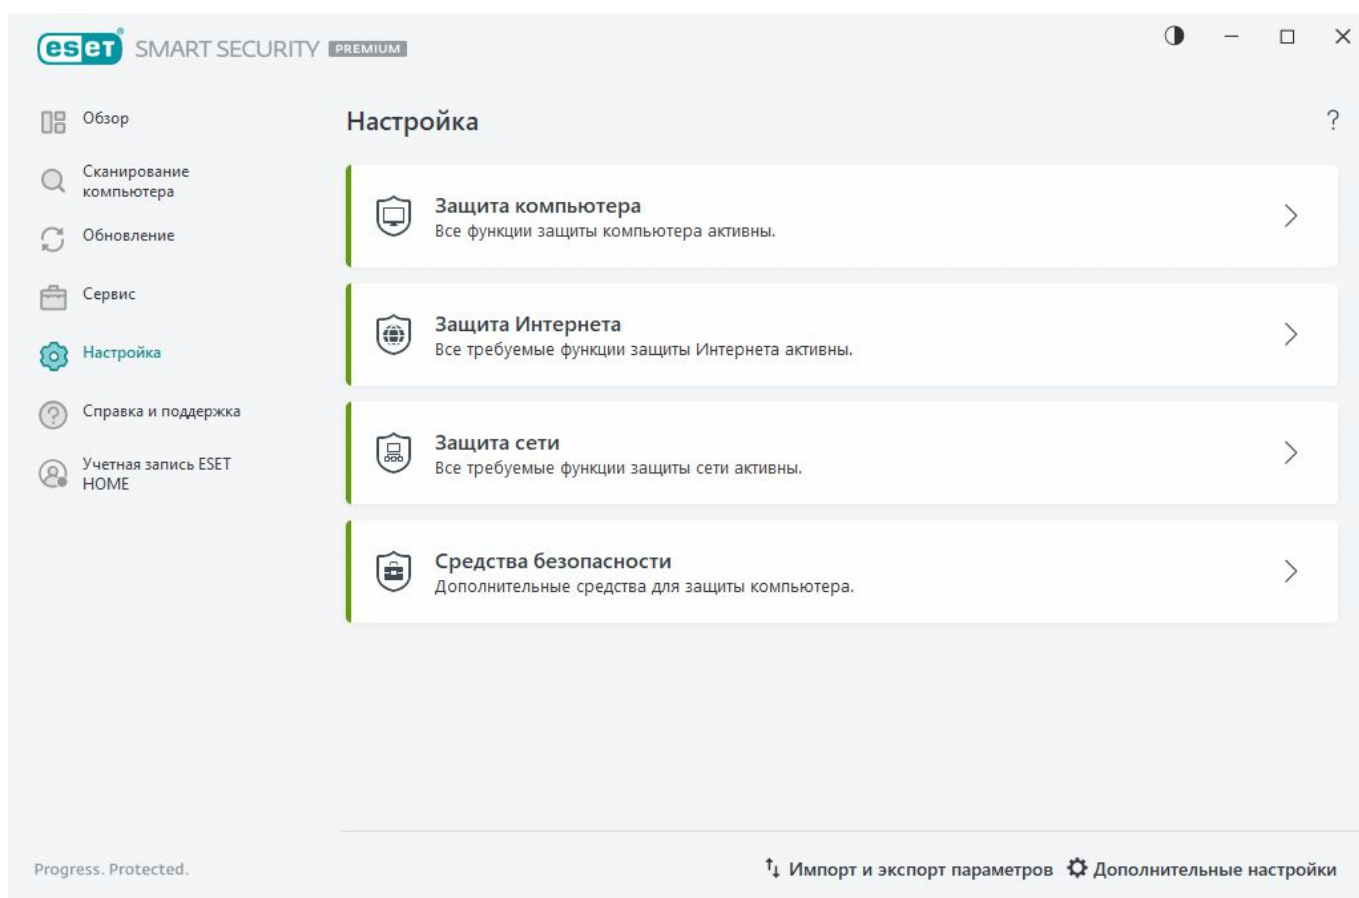 eset SMART SECURITY PREMIUM
Обзор
Сканирование
компьютера
Обновление
Сервис
Настройка
Справка и поддержка
Учетная запись ESET
HOME
Настройка
?
Защита компьютера
Все функции защиты компьютера активны.
Защита Интернета
Все требуемые функции защиты Интернета активны.
Защита сети
Все требуемые функции защиты сети активны.
Средства безопасности
Дополнительные средства для защиты компьютера.
Progress. Protected.
Импорт и экспорт параметров Дополнительные настройки